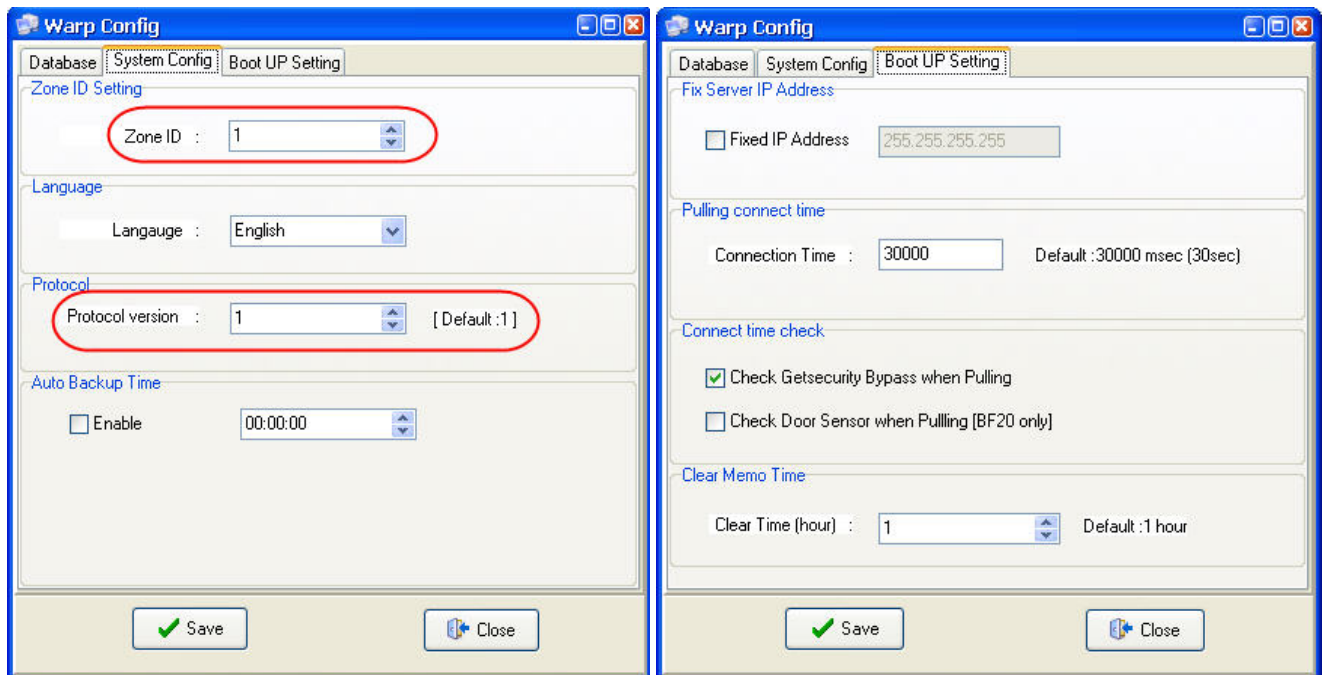 Warp Config
Database System Config Boot UP Setting
Zone ID Setting
Zone ID : 1
Language
Langauge : English
Protocol
Protocol version : 1 [ Default :1 ]
Auto Backup Time
Enable 00:00:00
Save Close
Warp Config
Database System Config Boot UP Setting
Fix Server IP Address
Fixed IP Address 255.255.255.255
Pulling connect time
Connection Time : 30000 Default :30000 msec (30sec)
Connect time check
Check Getsecurity Bypass when Pulling
Check Door Sensor when Pullling [BF20 only]
Clear Memo Time
Clear Time (hour) : 1 Default :1 hour
Save Close